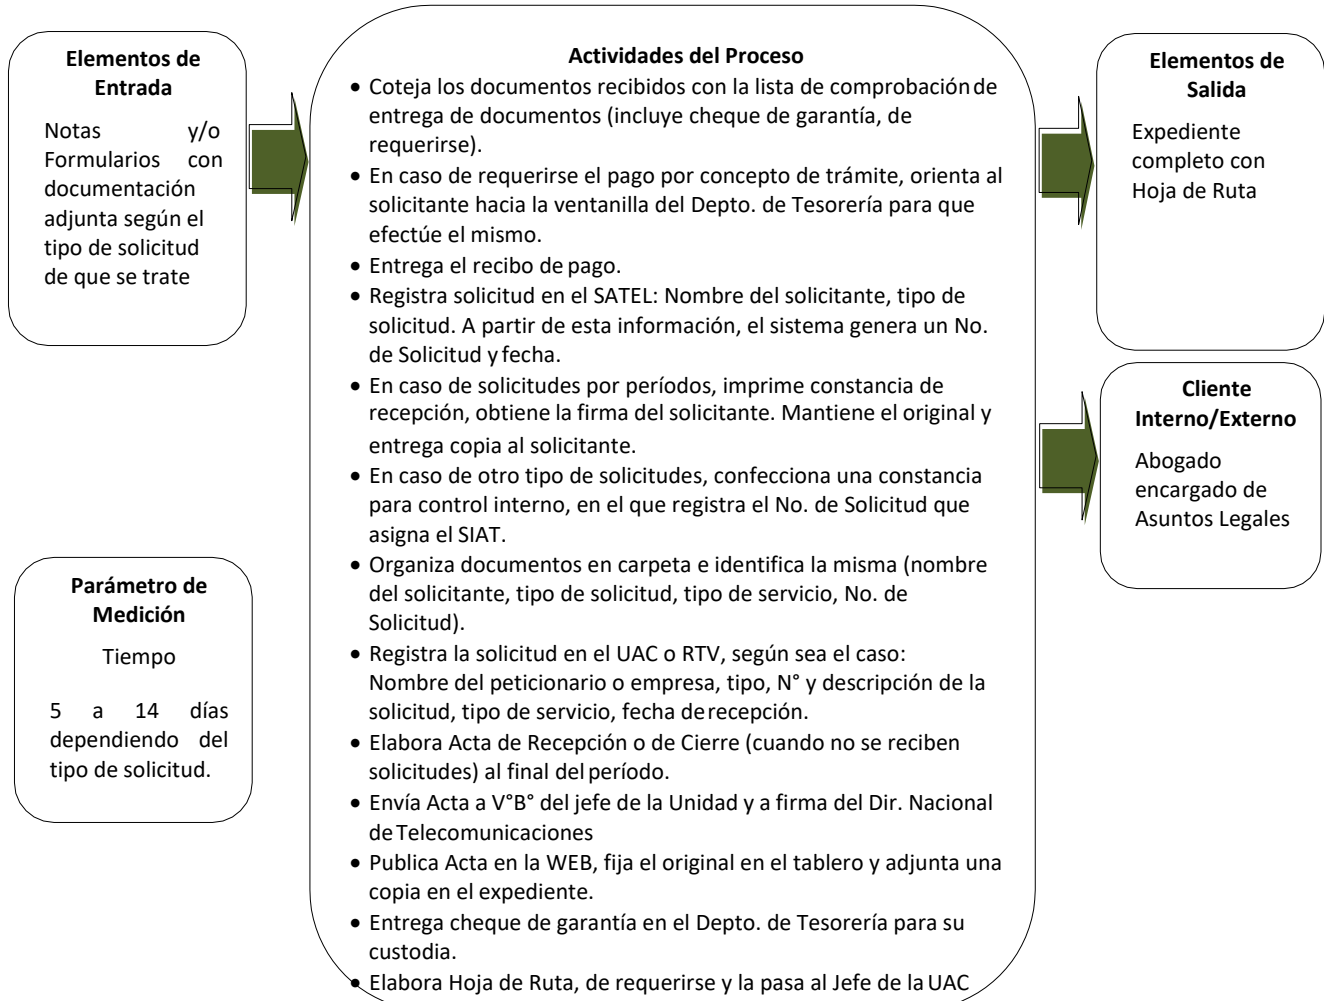 Elementos de
Entrada
Notas y/o
Formularios con
documentación
adjunta según el
tipo de solicitud
de que se trate
Parámetro de
Medición
Tiempo
5 a 14 días
dependiendo del
tipo de solicitud.
Actividades del Proceso
• Coteja los documentos recibidos con la lista de comprobación de
entrega de documentos (incluye cheque de garantía, de
requerirse).
• En caso de requerirse el pago por concepto de trámite, orienta al
solicitante hacia la ventanilla del Depto. de Tesorería para que
efectúe el mismo.
• Entrega el recibo de pago.
• Registra solicitud en el SATEL: Nombre del solicitante, tipo de
solicitud. A partir de esta información, el sistema genera un No.
de Solicitud y fecha.
• En caso de solicitudes por períodos, imprime constancia de
recepción, obtiene la firma del solicitante. Mantiene el original y
entrega copia al solicitante.
• En caso de otro tipo de solicitudes, confecciona una constancia
para control interno, en el que registra el No. de Solicitud que
asigna el SIAT.
• Organiza documentos en carpeta e identifica la misma (nombre
del solicitante, tipo de solicitud, tipo de servicio, No. de
Solicitud).
• Registra la solicitud en el UAC o RTV, según sea el caso:
Nombre del peticionario o empresa, tipo, N° y descripción de la
solicitud, tipo de servicio, fecha de recepción.
• Elabora Acta de Recepción o de Cierre (cuando no se reciben
solicitudes) al final del período.
• Envía Acta a V°B° del jefe de la Unidad y a firma del Dir. Nacional
de Telecomunicaciones
• Publica Acta en la WEB, fija el original en el tablero y adjunta una
copia en el expediente.
• Entrega cheque de garantía en el Depto. de Tesorería para su
custodia.
• Elabora Hoja de Ruta, de requerirse y la pasa al Jefe de la UAC
Elementos de
Salida
Expediente
completo con
Hoja de Ruta
Cliente
Interno/Externo
Abogado
encargado de
Asuntos Legales